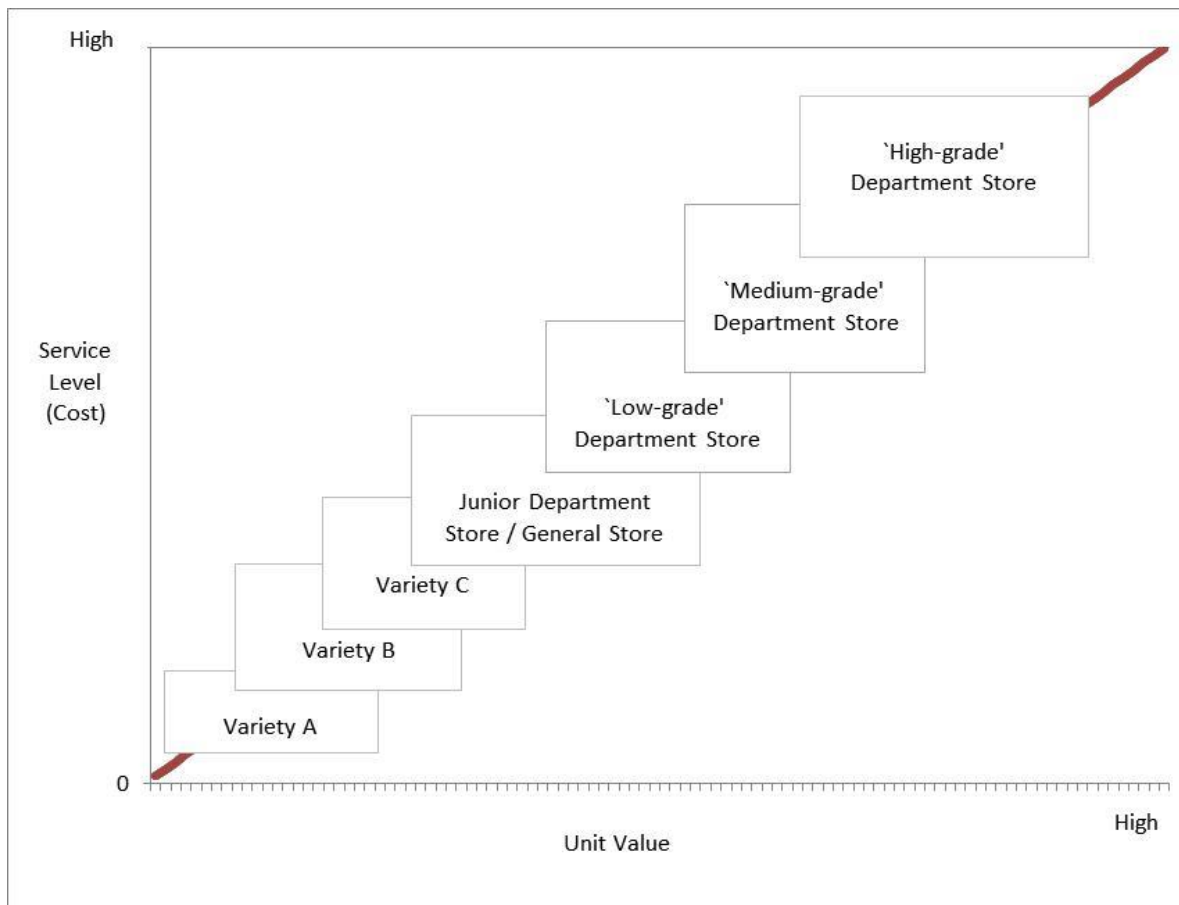 High
`High-grade'
Department Store
`Medium-grade'
Department Store
Service
Level
(Cost)
`Low-grade'
Department Store
Junior Department
Store / General Store
Variety C
Variety B
Variety A
0
High
Unit Value